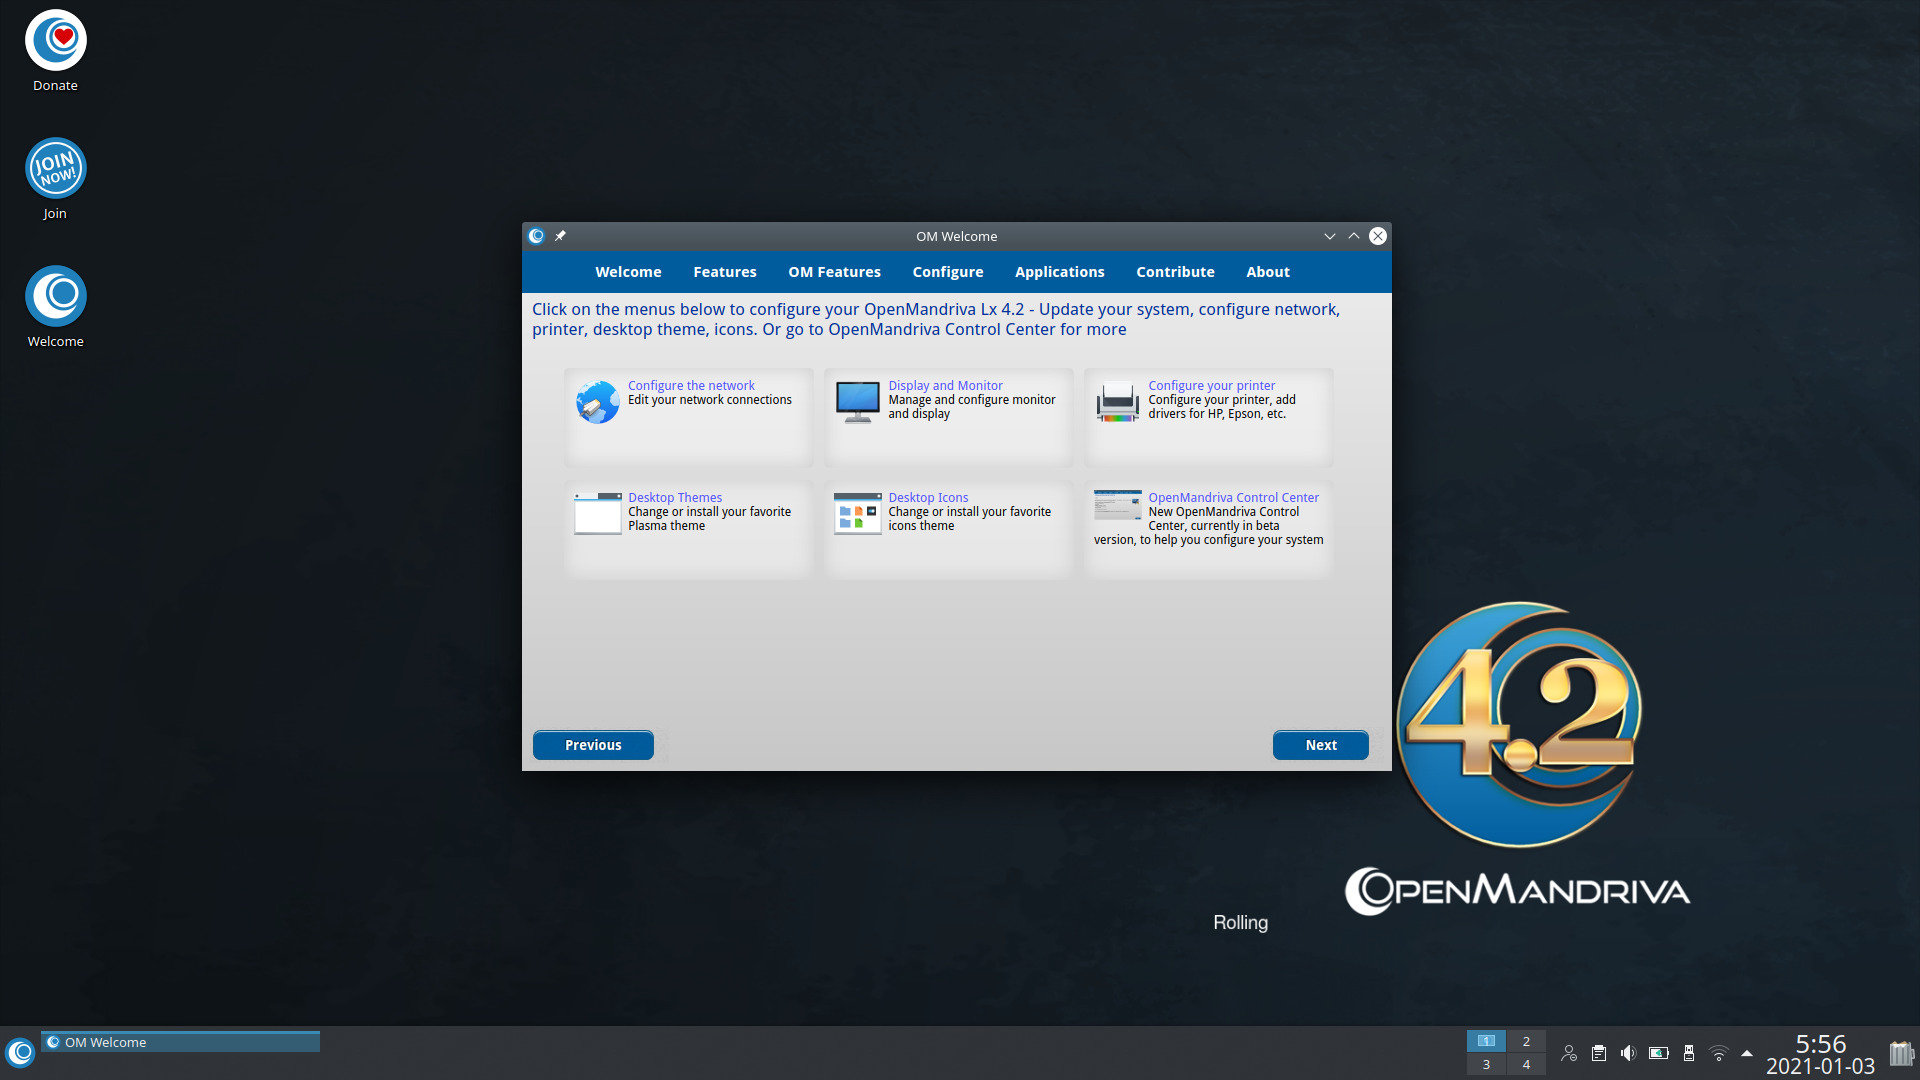 Donate
JOIN
NOW!
Join
Welcome
OM Welcome
Welcome Features OM Features Configure Applications Contribute About
Click on the menus below to configure your OpenMandriva Lx 4.2 - Update your system, configure network,
printer, desktop theme, icons. Or go to OpenMandriva Control Center for more
Configure the network
Edit your network connections
Display and Monitor
Manage and configure monitor
and display
Configure your printer
Configure your printer, add
drivers for HP, Epson, etc.
Desktop Themes
Change or install your favorite
Plasma theme
Desktop Icons
Change or install your favorite
icons theme
OpenMandriva Control Center
New OpenMandriva Control
Center, currently in beta
version, to help you configure your system
Previous
Next
4.2
OPENMANDRIVA
Rolling
OM Welcome
1 2
3 4
5:56
2021-01-03